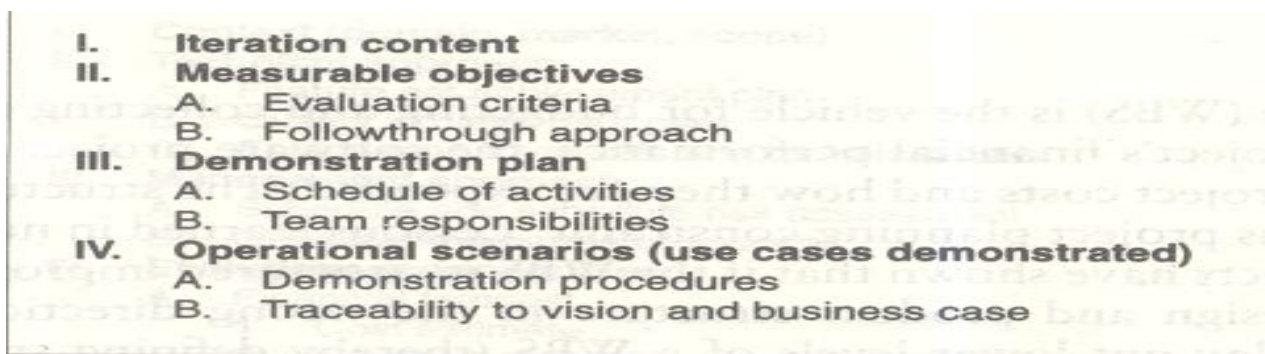 I. Iteration content
II. Measurable objectives
A. Evaluation criteria
B. Followthrough approach
III. Demonstration plan
A. Schedule of activities
B. Team responsibilities
IV. Operational scenarios (use cases demonstrated)
A. Demonstration procedures
B. Traceability to vision and business case